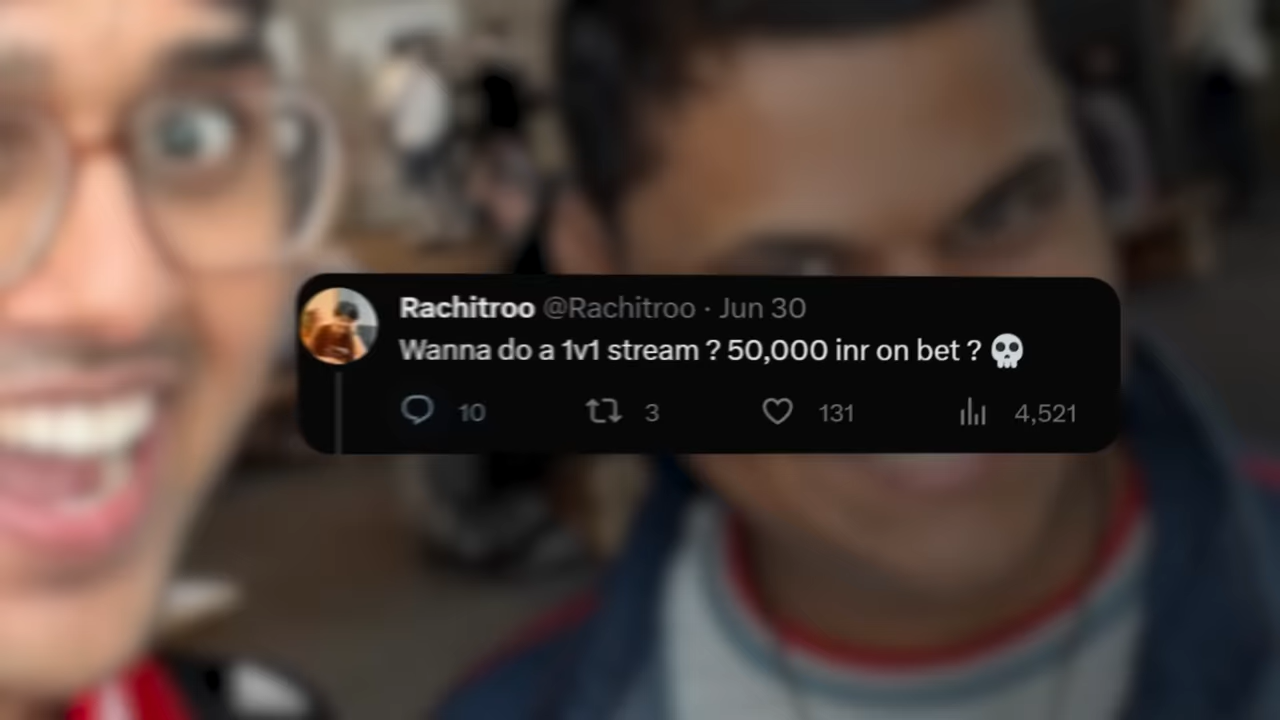 Rachitroo @Rachitroo · Jun 30
Wanna do a 1v1 stream ? 50,000 inr on bet ? 💀
10 3 131 4,521